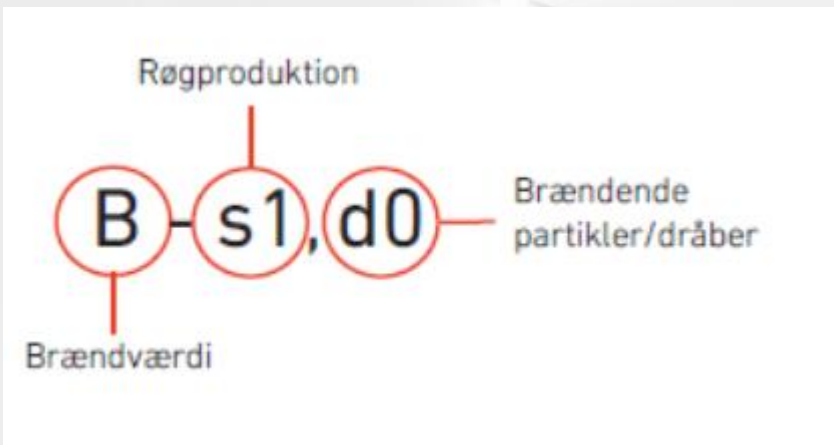 Røgproduktion
B-s1,d0
Brændende
partikler/dråber
Brændværdi